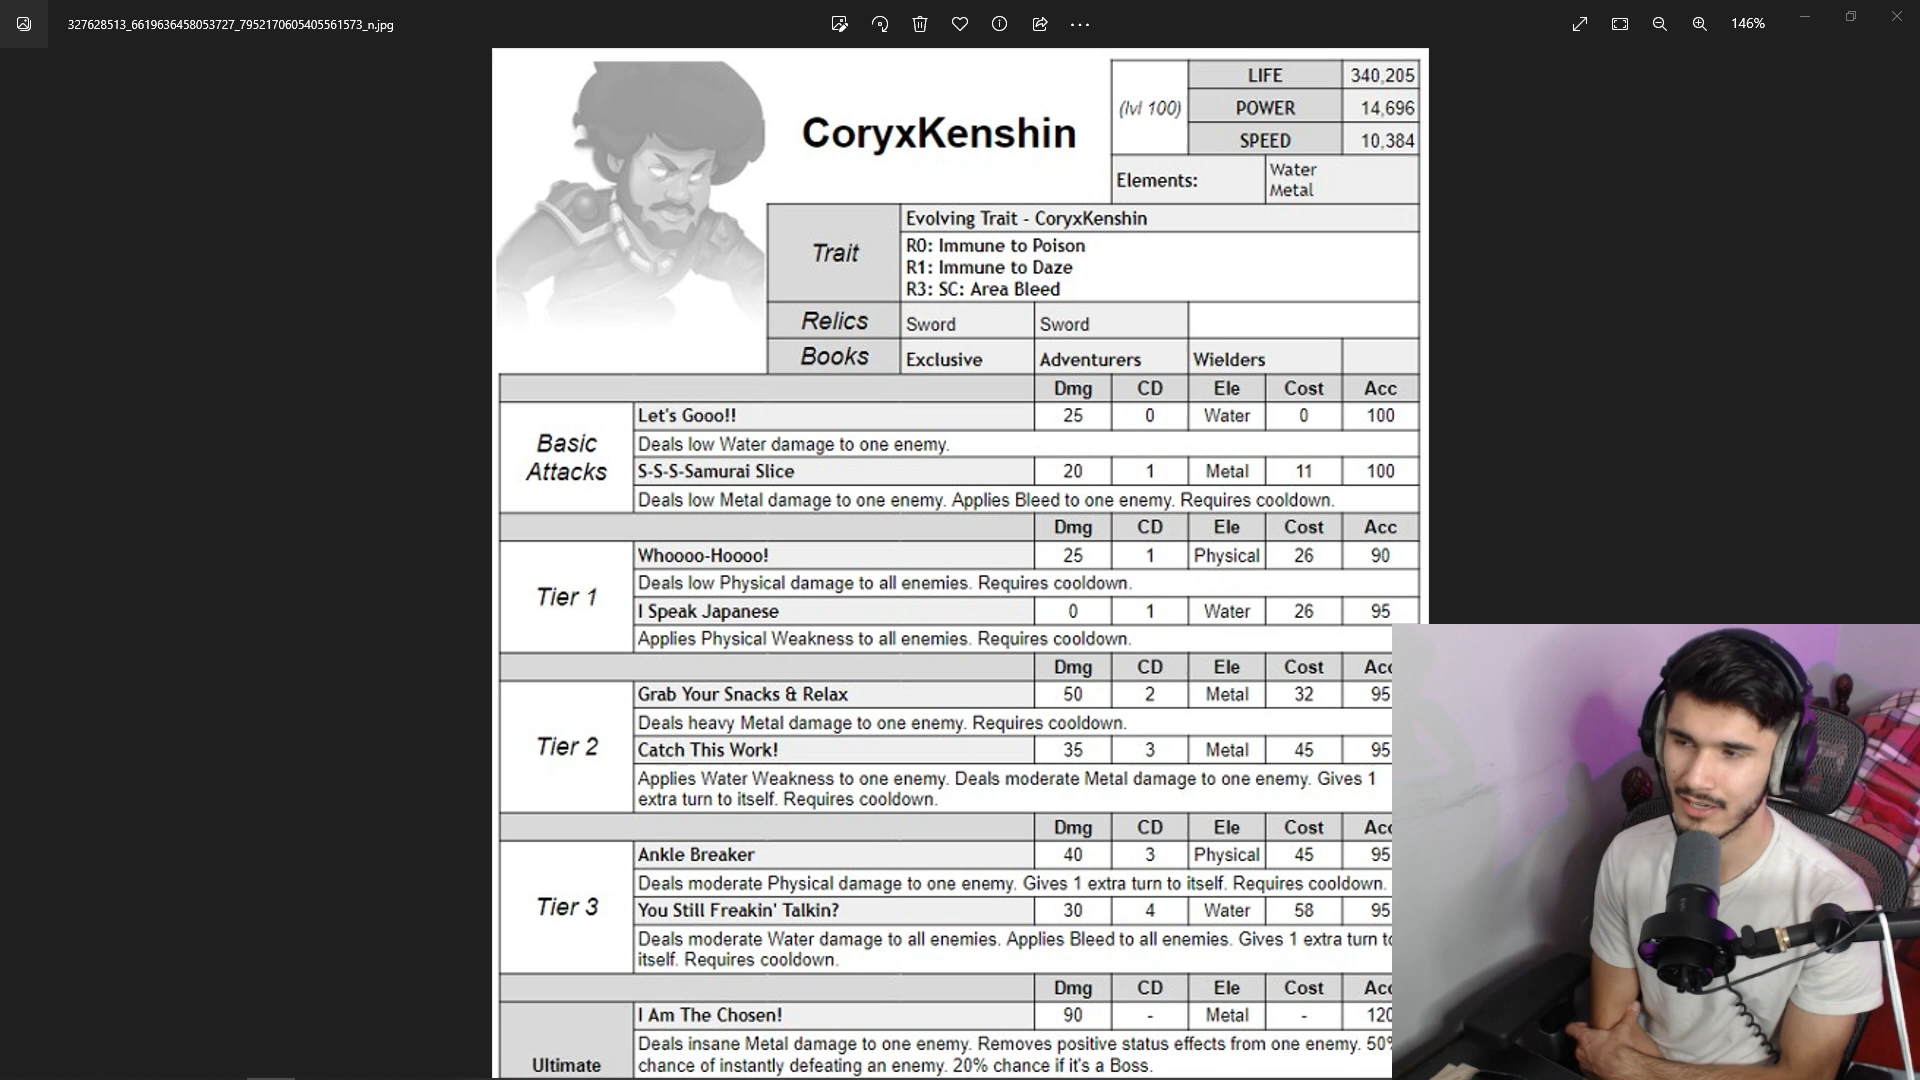 327628513_6619636458053727_7952170605405561573_n.jpg
146%
CoryxKenshin
(lvl 100)
LIFE 340,205
POWER 14,696
SPEED 10,384
Elements: Water
Metal
Trait
Evolving Trait - CoryxKenshin
R0: Immune to Poison
R1: Immune to Daze
R3: SC: Area Bleed
Relics Sword Sword
Books Exclusive Adventurers Wielders
Dmg CD Ele Cost Acc
Basic Attacks
Let's Gooo!! 25 0 Water 0 100
Deals low Water damage to one enemy.
S-S-S-Samurai Slice 20 1 Metal 11 100
Deals low Metal damage to one enemy. Applies Bleed to one enemy. Requires cooldown.
Dmg CD Ele Cost Acc
Tier 1
Whoooo-Hoooo! 25 1 Physical 26 90
Deals low Physical damage to all enemies. Requires cooldown.
I Speak Japanese 0 1 Water 26 95
Applies Physical Weakness to all enemies. Requires cooldown.
Dmg CD Ele Cost Acc
Tier 2
Grab Your Snacks & Relax 50 2 Metal 32 95
Deals heavy Metal damage to one enemy. Requires cooldown.
Catch This Work! 35 3 Metal 45 95
Applies Water Weakness to one enemy. Deals moderate Metal damage to one enemy. Gives 1
extra turn to itself. Requires cooldown.
Dmg CD Ele Cost Acc
Tier 3
Ankle Breaker 40 3 Physical 45 95
Deals moderate Physical damage to one enemy. Gives 1 extra turn to itself. Requires cooldown.
You Still Freakin' Talkin? 30 4 Water 58 95
Deals moderate Water damage to all enemies. Applies Bleed to all enemies. Gives 1 extra turn to
itself. Requires cooldown.
Dmg CD Ele Cost Acc
Ultimate
I Am The Chosen! 90 - Metal - 120
Deals insane Metal damage to one enemy. Removes positive status effects from one enemy. 50%
chance of instantly defeating an enemy. 20% chance if it's a Boss.